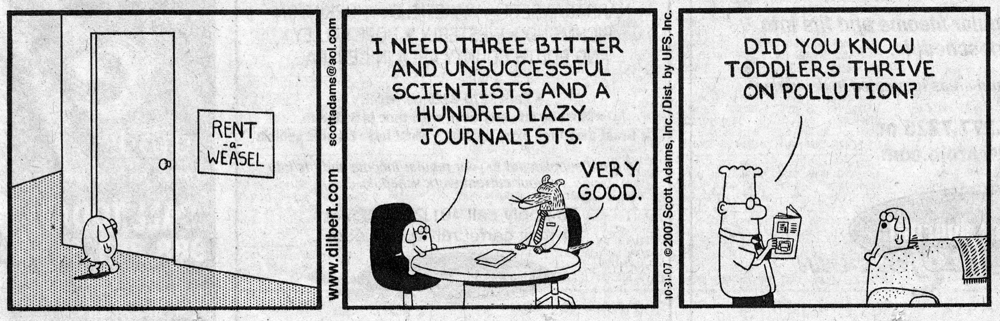 RENT
-a-
WEASEL
www.dilbert.com scottadams@aol.com
I NEED THREE BITTER
AND UNSUCCESSFUL
SCIENTISTS AND A
HUNDRED LAZY
JOURNALISTS.
VERY
GOOD.
10-31-07 ©2007 Scott Adams, Inc./Dist. by UFS, Inc.
DID YOU KNOW
TODDLERS THRIVE
ON POLLUTION?